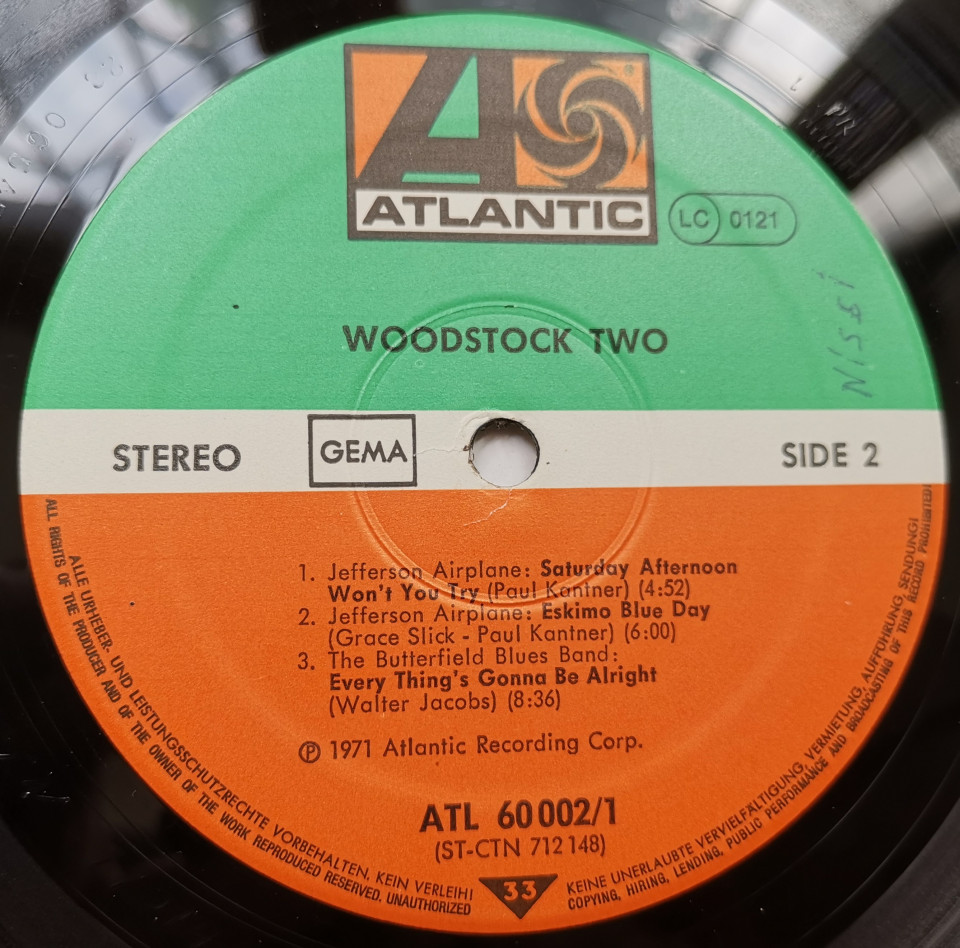 ATLANTIC
LC 0121
WOODSTOCK TWO
STEREO
GEMA
SIDE 2
1. Jefferson Airplane: Saturday Afternoon
Won't You Try (Paul Kantner) (4:52)
2. Jefferson Airplane: Eskimo Blue Day
(Grace Slick - Paul Kantner) (6:00)
3. The Butterfield Blues Band:
Every Thing's Gonna Be Alright
(Walter Jacobs) (8:36)
℗ 1971 Atlantic Recording Corp.
ATL 60 002/1
(ST-CTN 712 148)
33
ALLE URHEBER- UND LEISTUNGSSCHUTZRECHTE VORBEHALTEN, KEIN VERLEIH!
KEINE UNERLAUBTE VERVIELFÄLTIGUNG, VERMIETUNG, AUFFÜHRUNG, SENDUNG!
ALL RIGHTS OF THE PRODUCER AND OF THE OWNER OF THE WORK REPRODUCED RESERVED. UNAUTHORIZED
COPYING, HIRING, LENDING, PUBLIC PERFORMANCE AND BROADCASTING OF THIS RECORD PROHIBITED!